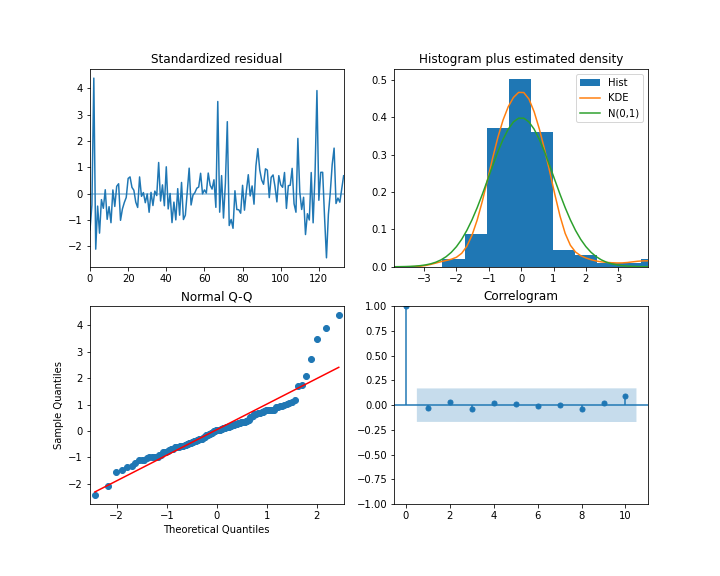 Standardized residual
4
3
2
1
0
−1
−2
0 20 40 60 80 100 120
Histogram plus estimated density
0.5
0.4
0.3
0.2
0.1
0.0
Hist
KDE
N(0,1)
−3 −2 −1 0 1 2 3
Normal Q-Q
Sample Quantiles
4
3
2
1
0
−1
−2
−2 −1 0 1 2
Theoretical Quantiles
Correlogram
1.00
0.75
0.50
0.25
0.00
−0.25
−0.50
−0.75
−1.00
0 2 4 6 8 10